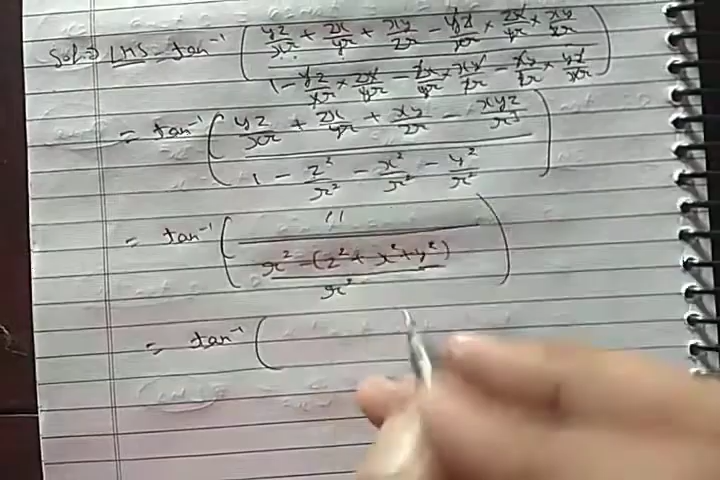 Sol:→ LHS = tan⁻¹ ( (yz/xr + zx/yr + xy/zr − yz/xr × zx/yr × xy/zr) / (1 − yz/xr × zx/yr − zx/yr × xy/zr − xy/zr × yz/xr) )
= tan⁻¹ ( (yz/xr + zx/yr + xy/zr − xyz/r³) / (1 − z²/r² − x²/r² − y²/r²) )
= tan⁻¹ ( '' / ((r² − (z² + x² + y²)) / r²) )
= tan⁻¹ (